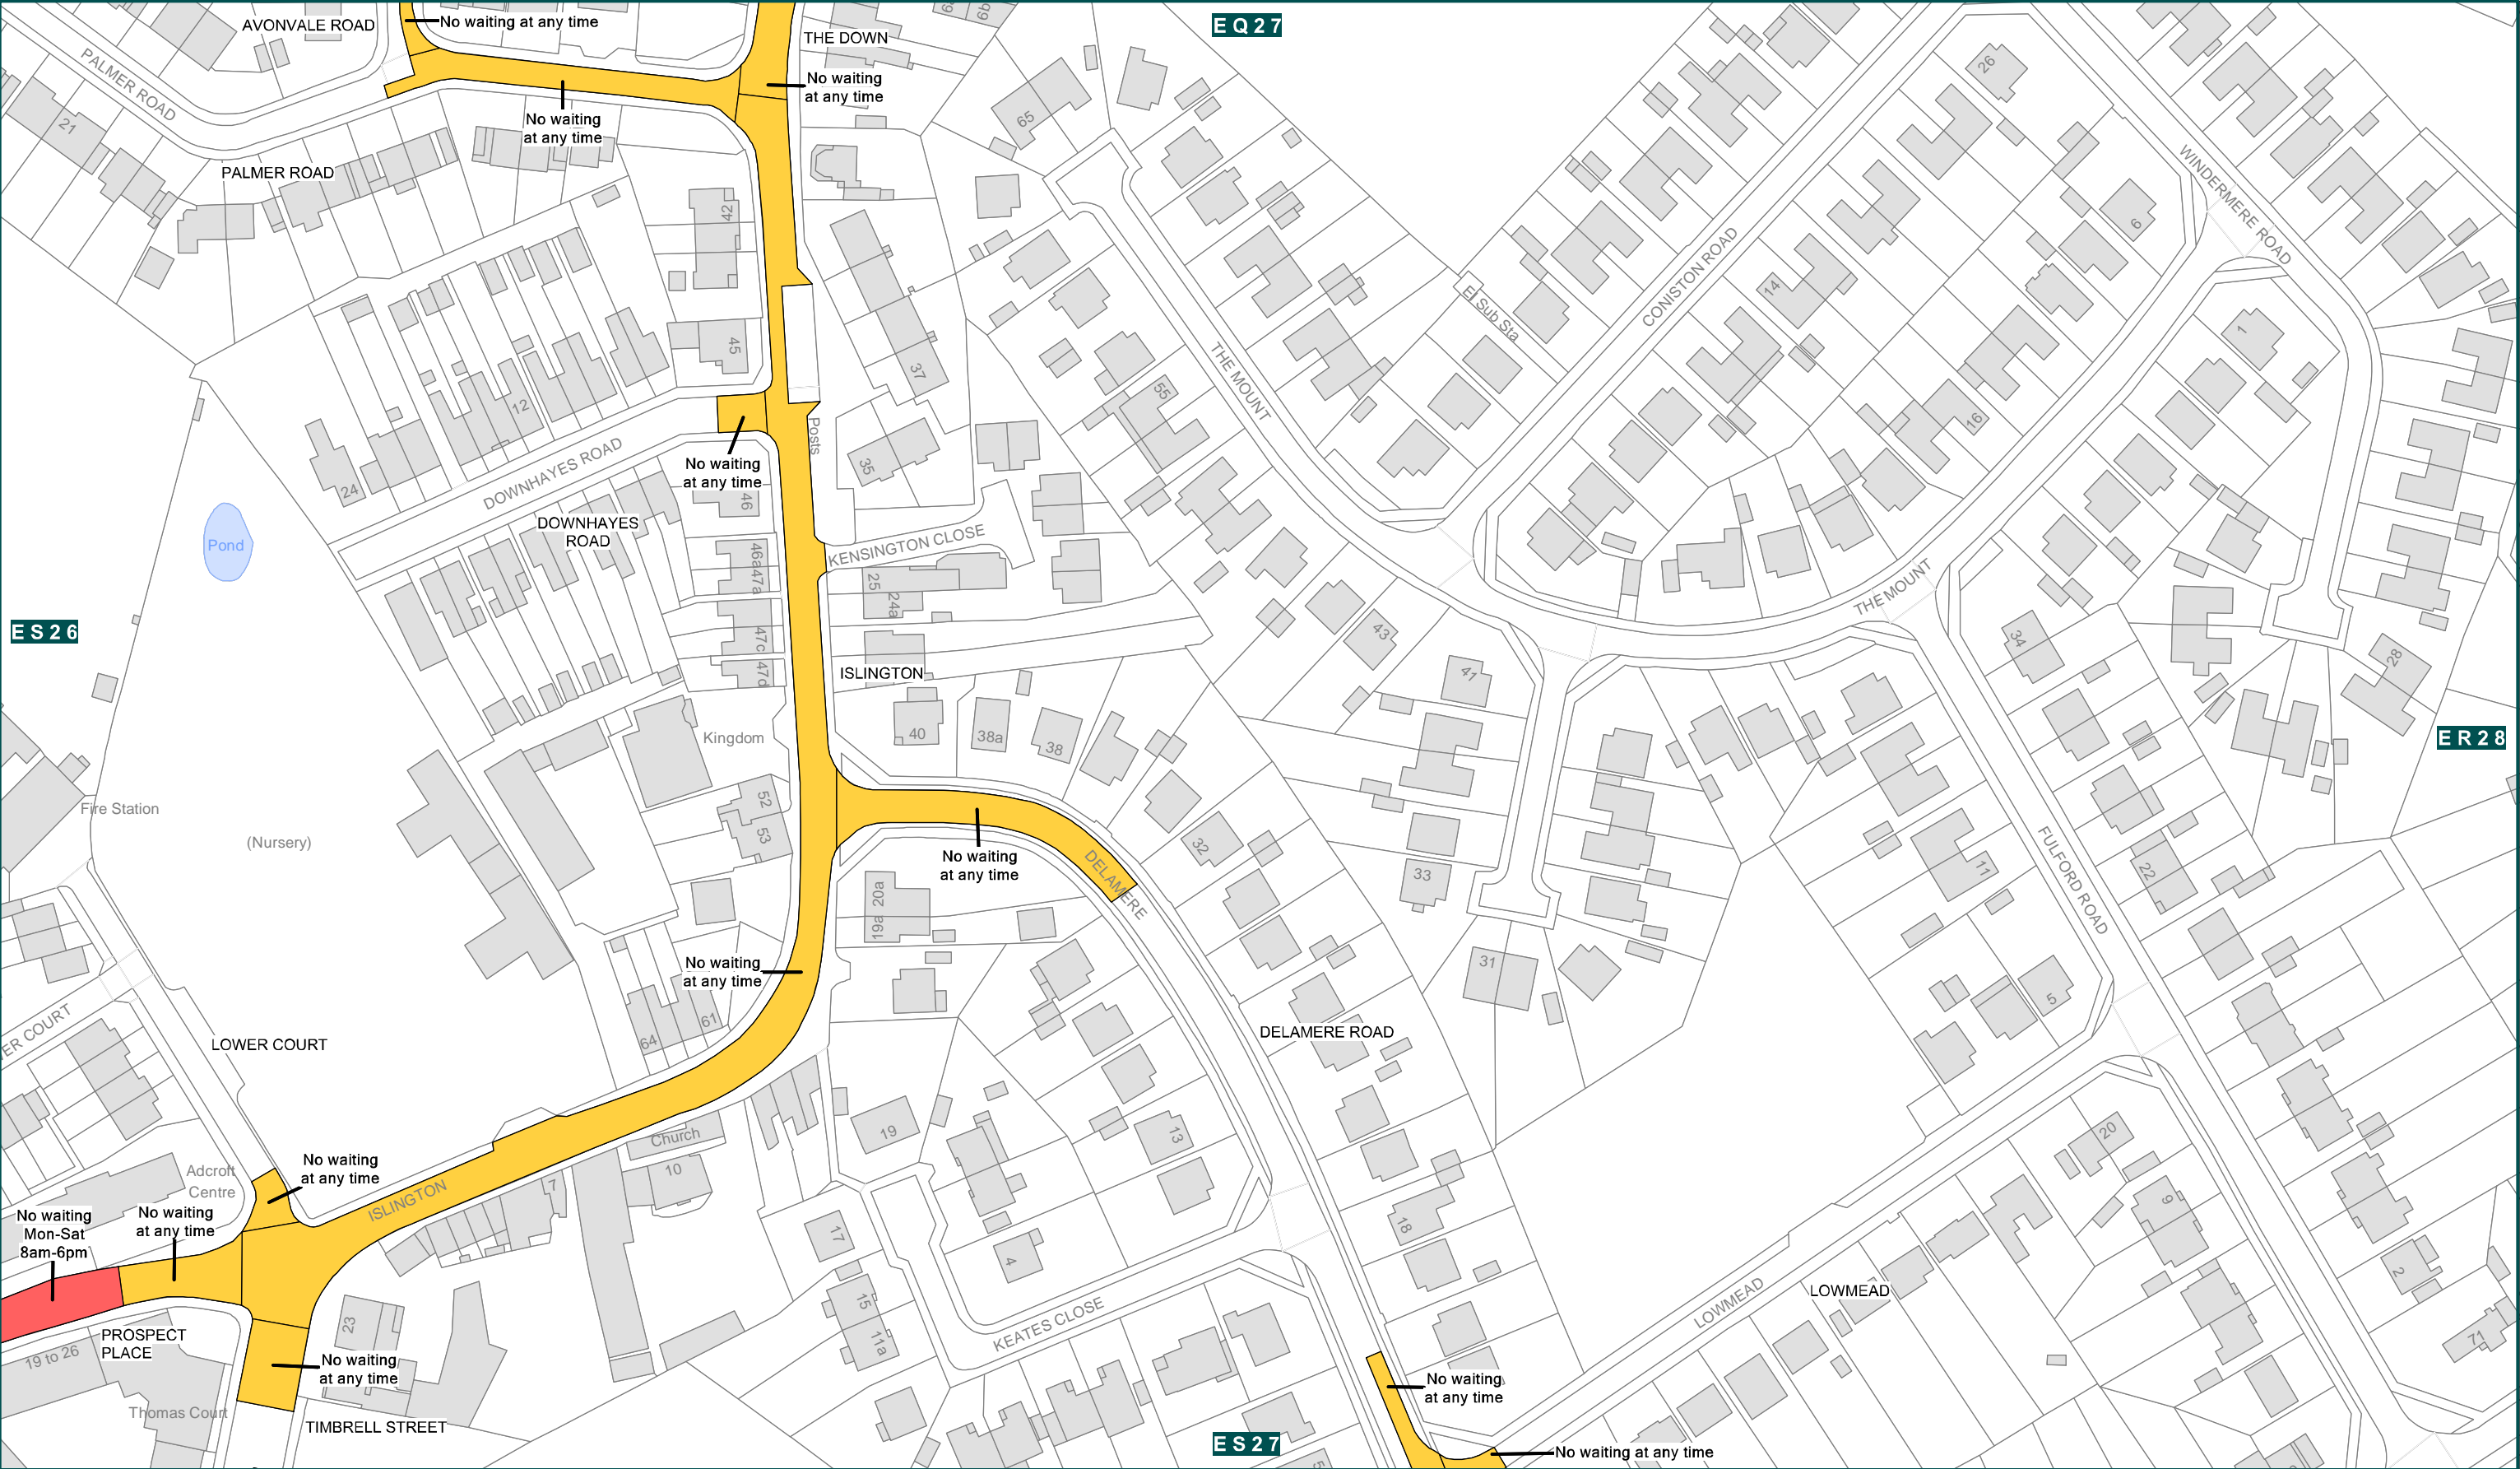 AVONVALE ROAD
No waiting at any time
THE DOWN
EQ27
6b
PALMER ROAD
No waiting
at any time
26
65
21
No waiting
at any time
WINDERMERE ROAD
PALMER ROAD
42
6
CONISTON ROAD
14
El Sub Sta
1
45
37
THE MOUNT
55
12
16
Posts
35
DOWNHAYES ROAD
No waiting
at any time
24
46
DOWNHAYES
ROAD
KENSINGTON CLOSE
Pond
46a
47a
25
24a
THE MOUNT
ES26
43
34
47c
ISLINGTON
47d
41
28
Kingdom
40
38a
38
ER28
Fire Station
52
53
(Nursery)
No waiting
at any time
32
DELAMERE
FULFORD ROAD
11
22
33
20a
19a
No waiting
at any time
31
5
61
64
ER COURT
LOWER COURT
DELAMERE ROAD
19
13
Church
10
20
Adcroft
Centre
No waiting
at any time
7
ISLINGTON
9
No waiting
Mon-Sat
8am-6pm
No waiting
at any time
17
18
4
2
15
11a
KEATES CLOSE
LOWMEAD
LOWMEAD
23
PROSPECT
PLACE
19 to 26
No waiting
at any time
71
No waiting
at any time
Thomas Court
TIMBRELL STREET
ES27
No waiting at any time